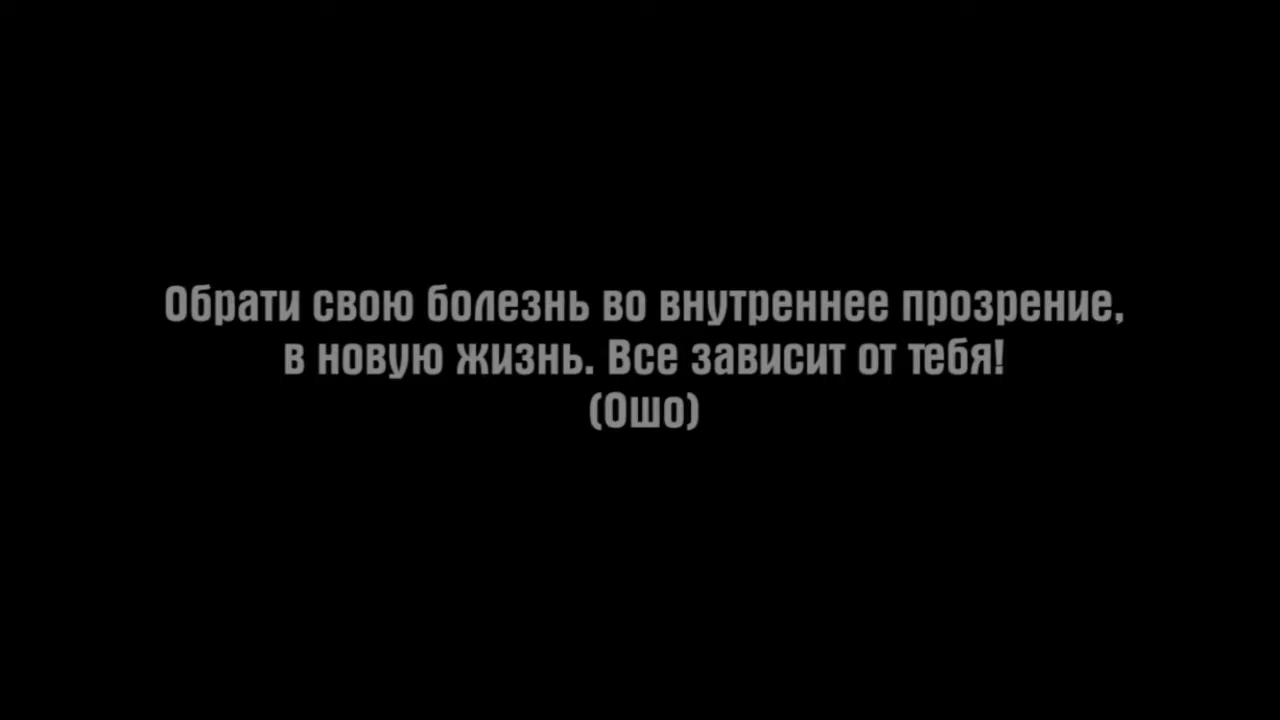 Обрати свою болезнь во внутреннее прозрение,
в новую жизнь. Все зависит от тебя!
(Ошо)